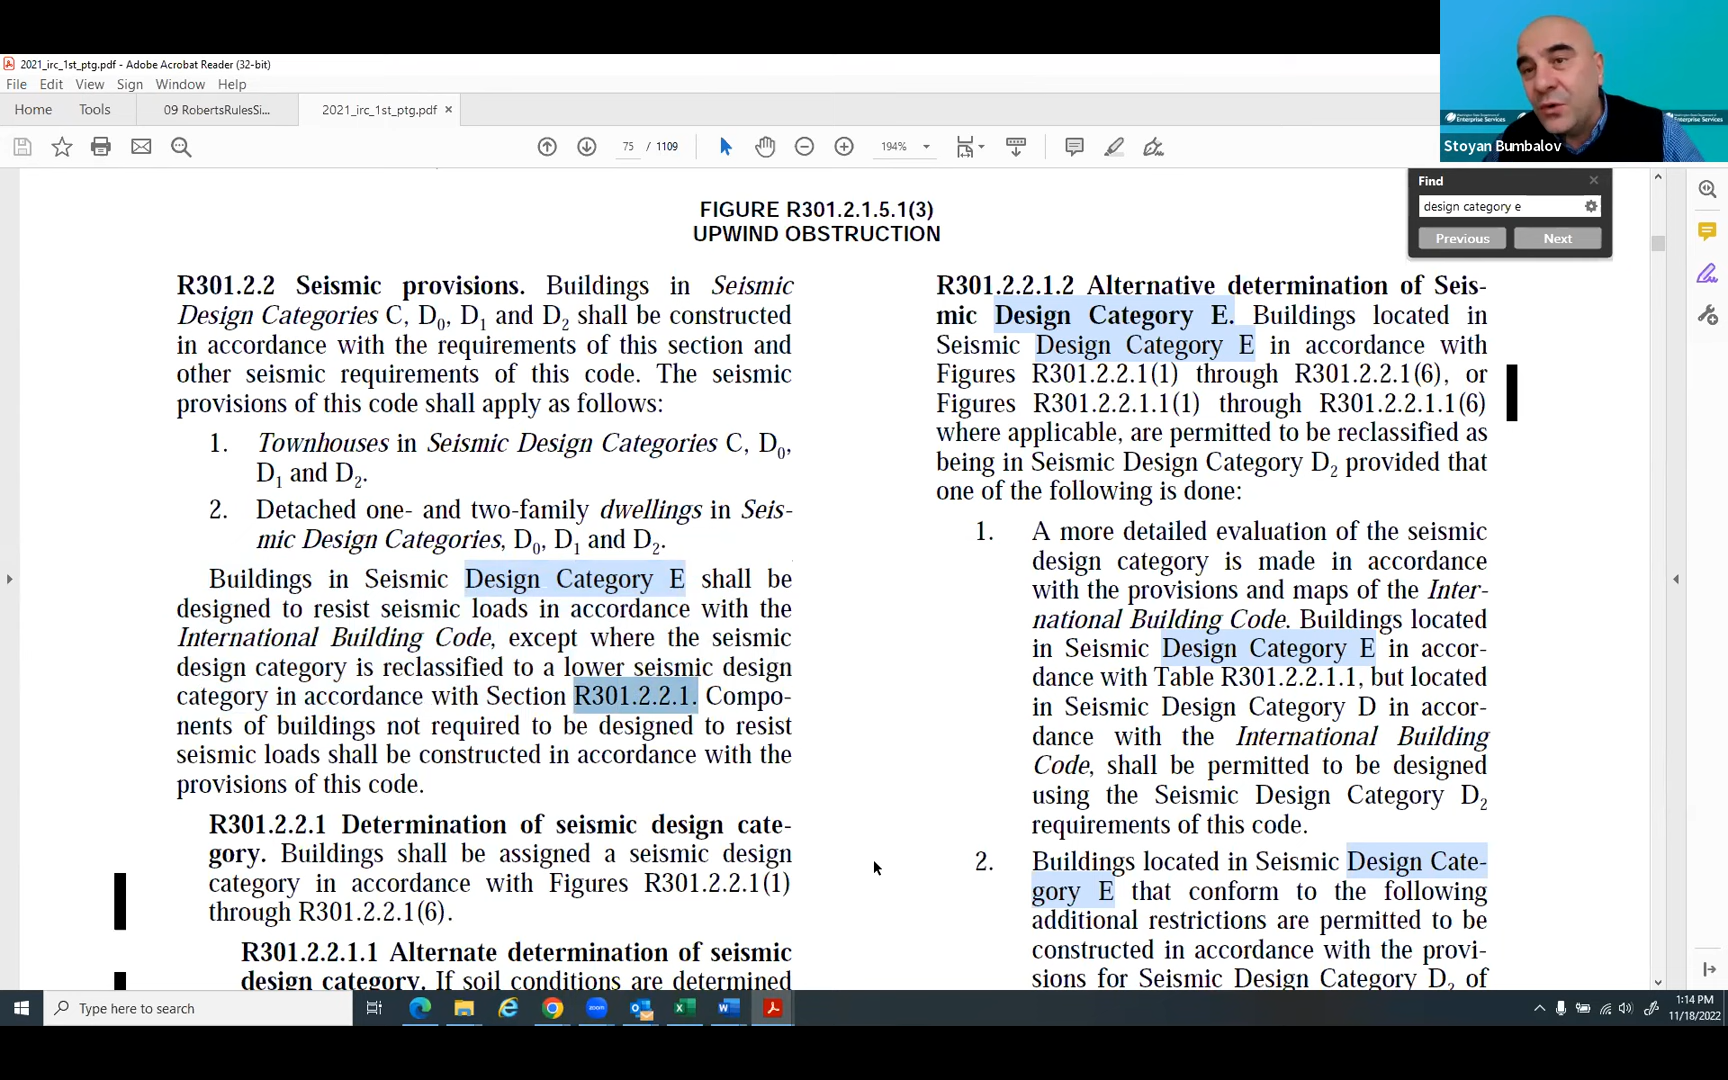 2021_irc_1st_ptg.pdf - Adobe Acrobat Reader (32-bit)
File Edit View Sign Window Help
Home Tools 09 RobertsRulesSi... 2021_irc_1st_ptg.pdf ×
75 / 1109 194%
Enterprise Services
Enterprise Services
Stoyan Bumbalov
Find
design category e
Previous Next
FIGURE R301.2.1.5.1(3)
UPWIND OBSTRUCTION
R301.2.2 Seismic provisions. Buildings in Seismic
Design Categories C, D0, D1 and D2 shall be constructed
in accordance with the requirements of this section and
other seismic requirements of this code. The seismic
provisions of this code shall apply as follows:
1. Townhouses in Seismic Design Categories C, D0,
D1 and D2.
2. Detached one- and two-family dwellings in Seis-
mic Design Categories, D0, D1 and D2.
Buildings in Seismic Design Category E shall be
designed to resist seismic loads in accordance with the
International Building Code, except where the seismic
design category is reclassified to a lower seismic design
category in accordance with Section R301.2.2.1. Compo-
nents of buildings not required to be designed to resist
seismic loads shall be constructed in accordance with the
provisions of this code.
R301.2.2.1 Determination of seismic design cate-
gory. Buildings shall be assigned a seismic design
category in accordance with Figures R301.2.2.1(1)
through R301.2.2.1(6).
R301.2.2.1.1 Alternate determination of seismic
design category. If soil conditions are determined
R301.2.2.1.2 Alternative determination of Seis-
mic Design Category E. Buildings located in
Seismic Design Category E in accordance with
Figures R301.2.2.1(1) through R301.2.2.1(6), or
Figures R301.2.2.1.1(1) through R301.2.2.1.1(6)
where applicable, are permitted to be reclassified as
being in Seismic Design Category D2 provided that
one of the following is done:
1. A more detailed evaluation of the seismic
design category is made in accordance
with the provisions and maps of the Inter-
national Building Code. Buildings located
in Seismic Design Category E in accor-
dance with Table R301.2.2.1.1, but located
in Seismic Design Category D in accor-
dance with the International Building
Code, shall be permitted to be designed
using the Seismic Design Category D2
requirements of this code.
2. Buildings located in Seismic Design Cate-
gory E that conform to the following
additional restrictions are permitted to be
constructed in accordance with the provi-
sions for Seismic Design Category D2 of
Type here to search
1:14 PM
11/18/2022